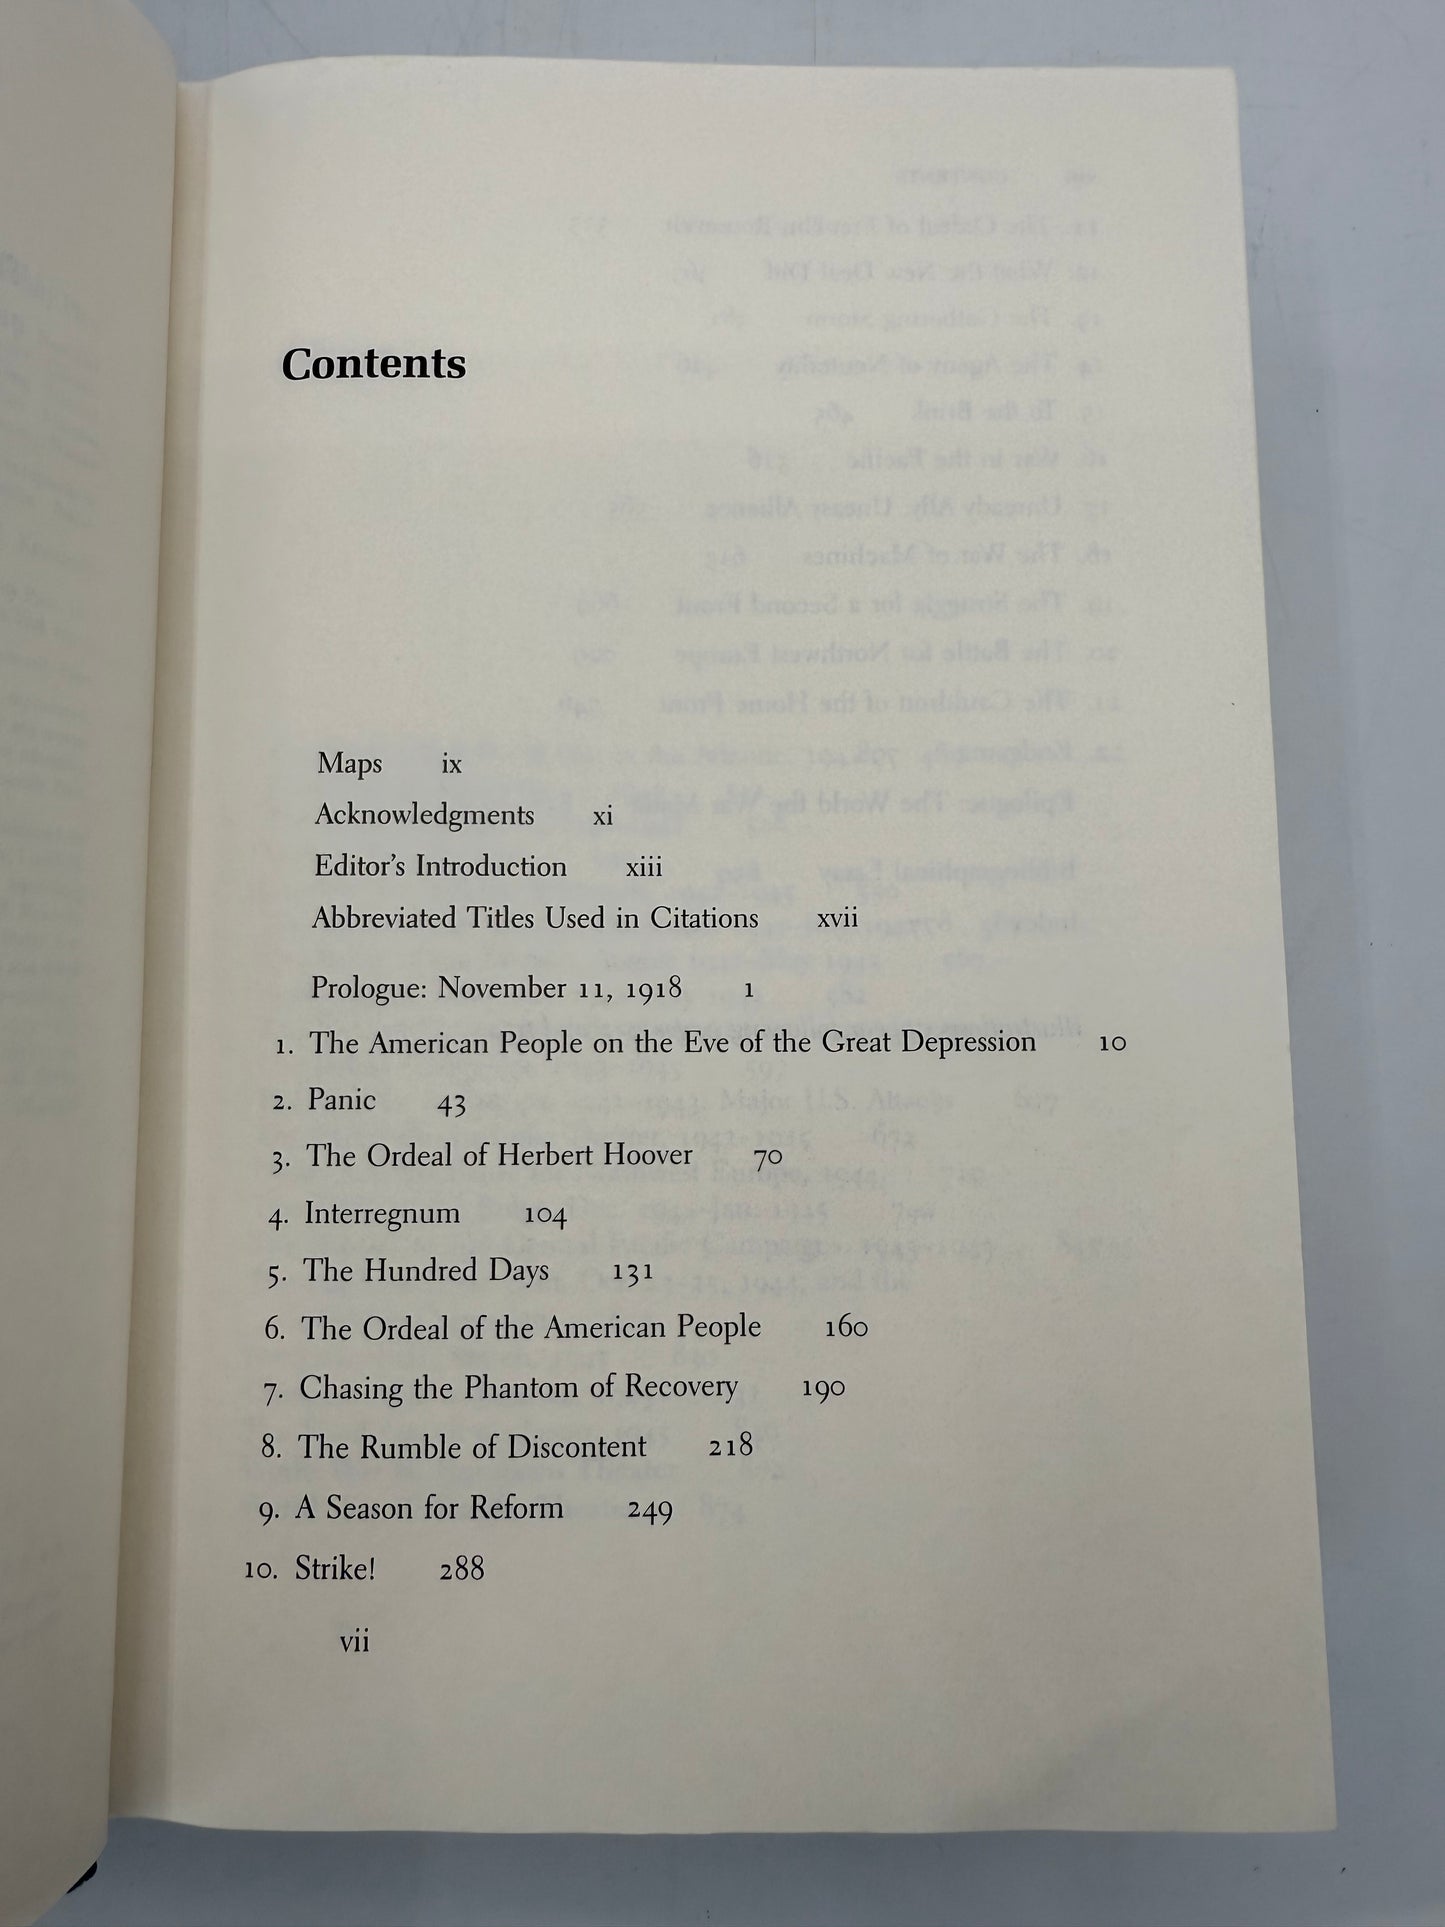 Contents
Maps ix
Acknowledgments xi
Editor's Introduction xiii
Abbreviated Titles Used in Citations xvii
Prologue: November 11, 1918 1
1. The American People on the Eve of the Great Depression 10
2. Panic 43
3. The Ordeal of Herbert Hoover 70
4. Interregnum 104
5. The Hundred Days 131
6. The Ordeal of the American People 160
7. Chasing the Phantom of Recovery 190
8. The Rumble of Discontent 218
9. A Season for Reform 249
10. Strike! 288
vii